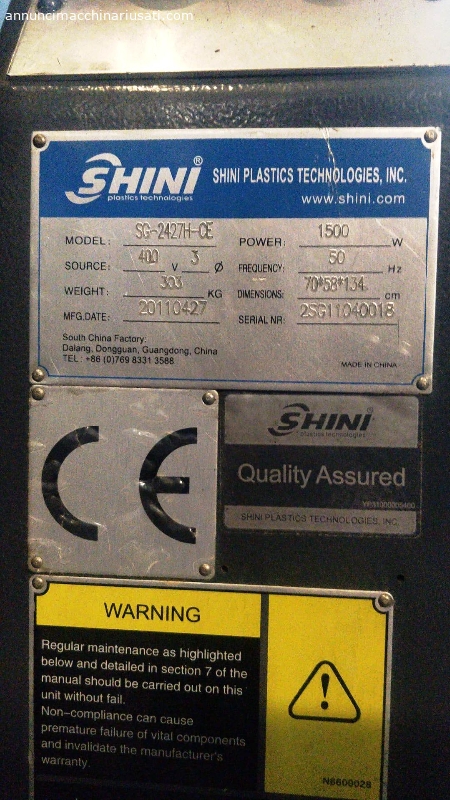 annuncimacchinariusati.com
SHINI® SHINI PLASTICS TECHNOLOGIES, INC.
plastics technologies www.shini.com
MODEL: SG-2427H-CE POWER: 1500 W
SOURCE: 400 V 3 Ø FREQUENCY: 50 Hz
WEIGHT: 300 KG DIMENSIONS: 70*58*134 cm
MFG.DATE: 20110427 SERIAL NR: 2SG11040018
South China Factory:
Dalang, Dongguan, Guangdong, China
TEL: +86 (0)769 8331 3588
MADE IN CHINA
CE
SHINI
plastics technologies
Quality Assured
SHINI PLASTICS TECHNOLOGIES, INC.
WARNING
Regular maintenance as highlighted
below and detailed in section 7 of the
manual should be carried out on this
unit without fail.
Non-compliance can cause
premature failure of vital components
and invalidate the manufacturer's
warranty.
!
N6600028